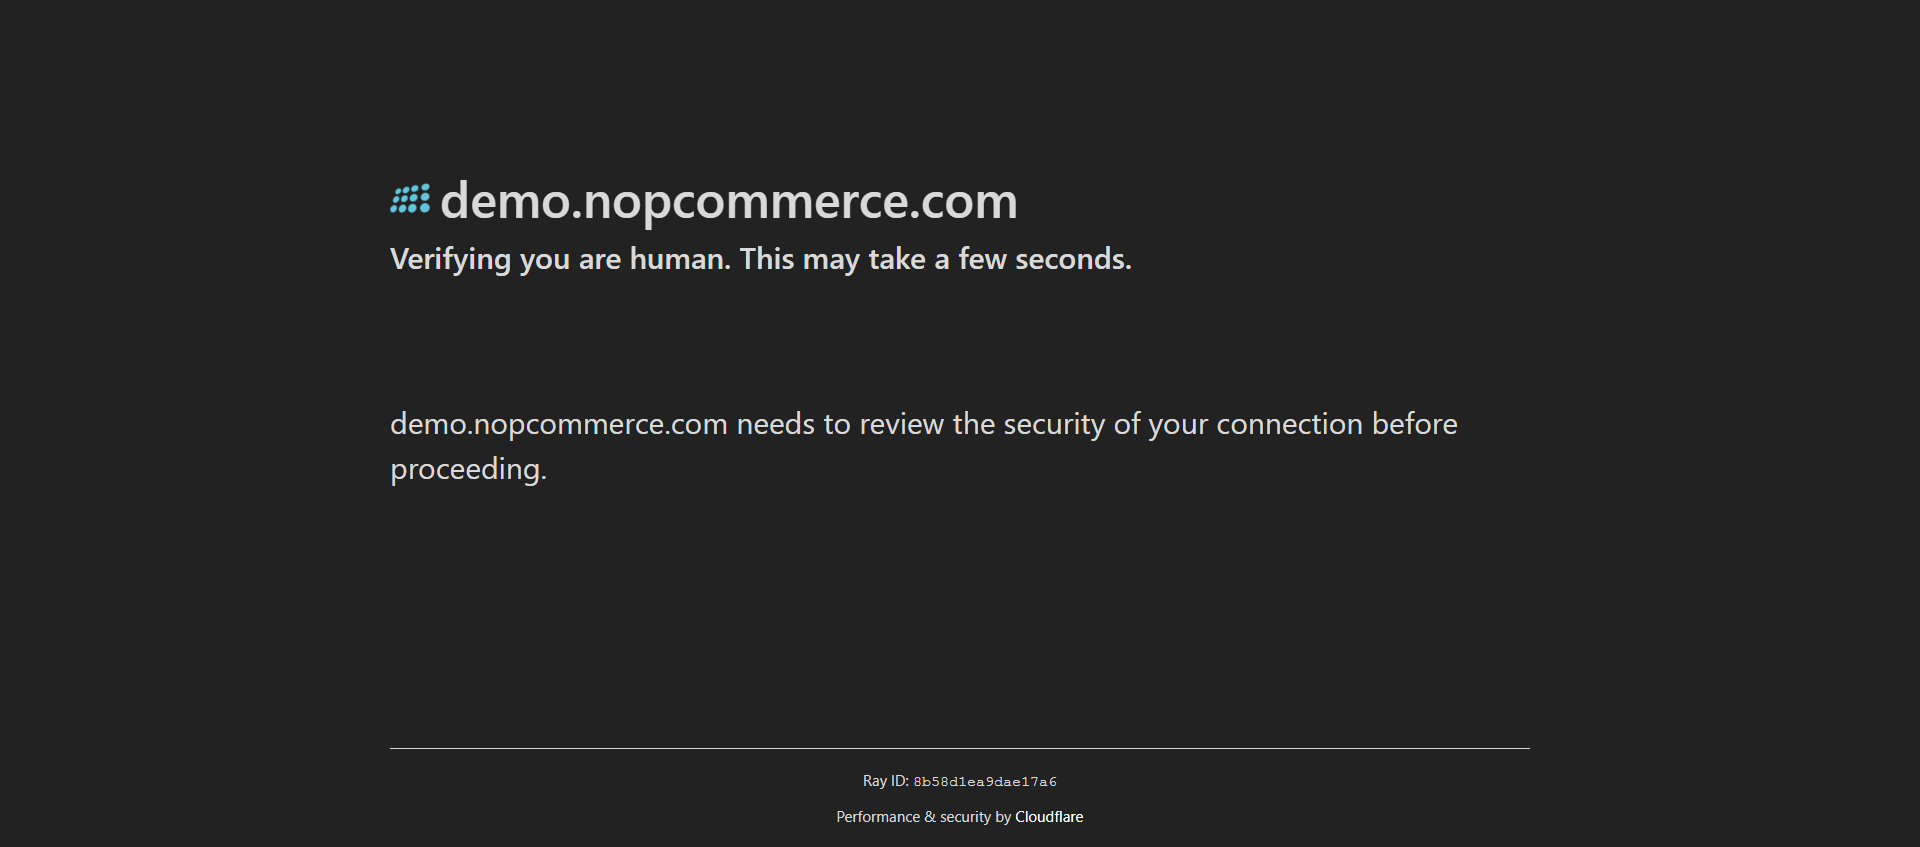 demo.nopcommerce.com
Verifying you are human. This may take a few seconds.
demo.nopcommerce.com needs to review the security of your connection before
proceeding.
Ray ID: 8b58d1ea9dae17a6
Performance & security by Cloudflare